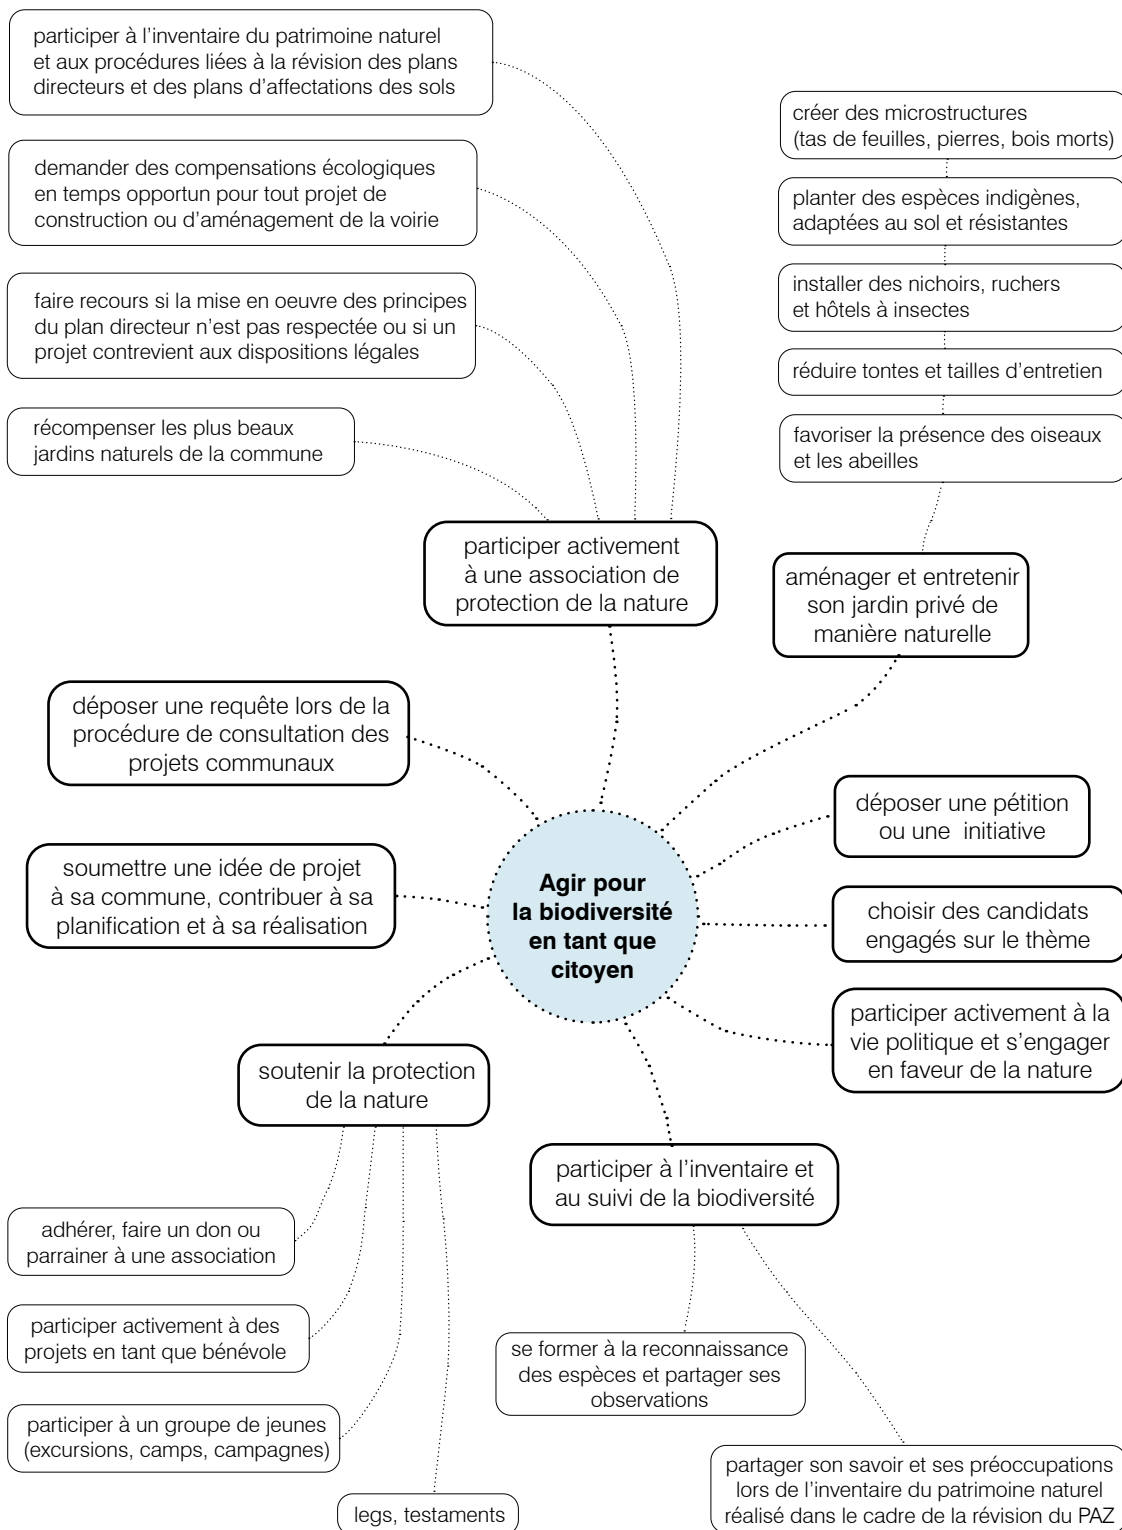 participer à l'inventaire du patrimoine naturel
et aux procédures liées à la révision des plans
directeurs et des plans d'affectations des sols
demander des compensations écologiques
en temps opportun pour tout projet de
construction ou d'aménagement de la voirie
faire recours si la mise en oeuvre des principes
du plan directeur n'est pas respectée ou si un
projet contrevient aux dispositions légales
récompenser les plus beaux
jardins naturels de la commune
créer des microstructures
(tas de feuilles, pierres, bois morts)
planter des espèces indigènes,
adaptées au sol et résistantes
installer des nichoirs, ruchers
et hôtels à insectes
réduire tontes et tailles d'entretien
favoriser la présence des oiseaux
et les abeilles
participer activement
à une association de
protection de la nature
aménager et entretenir
son jardin privé de
manière naturelle
déposer une requête lors de la
procédure de consultation des
projets communaux
déposer une pétition
ou une initiative
soumettre une idée de projet
à sa commune, contribuer à sa
planification et à sa réalisation
Agir pour
la biodiversité
en tant que
citoyen
choisir des candidats
engagés sur le thème
participer activement à la
vie politique et s'engager
en faveur de la nature
soutenir la protection
de la nature
participer à l'inventaire et
au suivi de la biodiversité
adhérer, faire un don ou
parrainer à une association
participer activement à des
projets en tant que bénévole
participer à un groupe de jeunes
(excursions, camps, campagnes)
legs, testaments
se former à la reconnaissance
des espèces et partager ses
observations
partager son savoir et ses préoccupations
lors de l'inventaire du patrimoine naturel
réalisé dans le cadre de la révision du PAZ